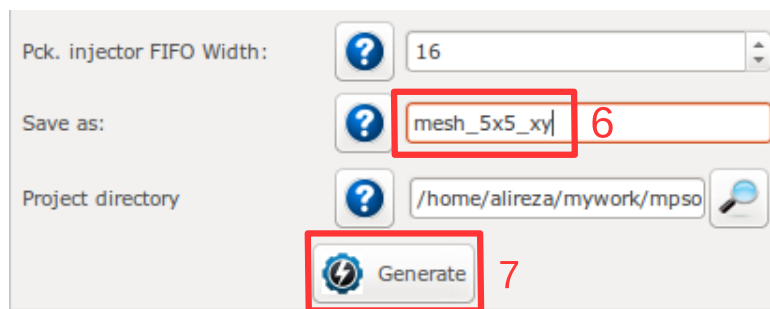 Pck. injector FIFO Width: 16
Save as: mesh_5x5_xy 6
Project directory /home/alireza/mywork/mpso
Generate 7